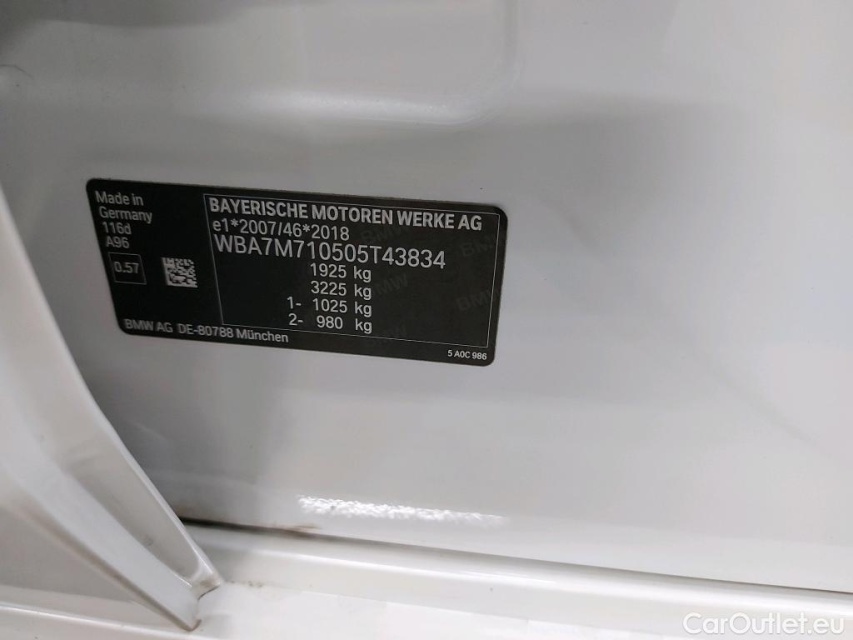 Made in
Germany
116d
A96
0.57
BAYERISCHE MOTOREN WERKE AG
e1*2007/46*2018
WBA7M710505T43834
1925 kg
3225 kg
1- 1025 kg
2- 980 kg
BMW AG DE-80788 München
5 A0C 986
CarOutlet.eu